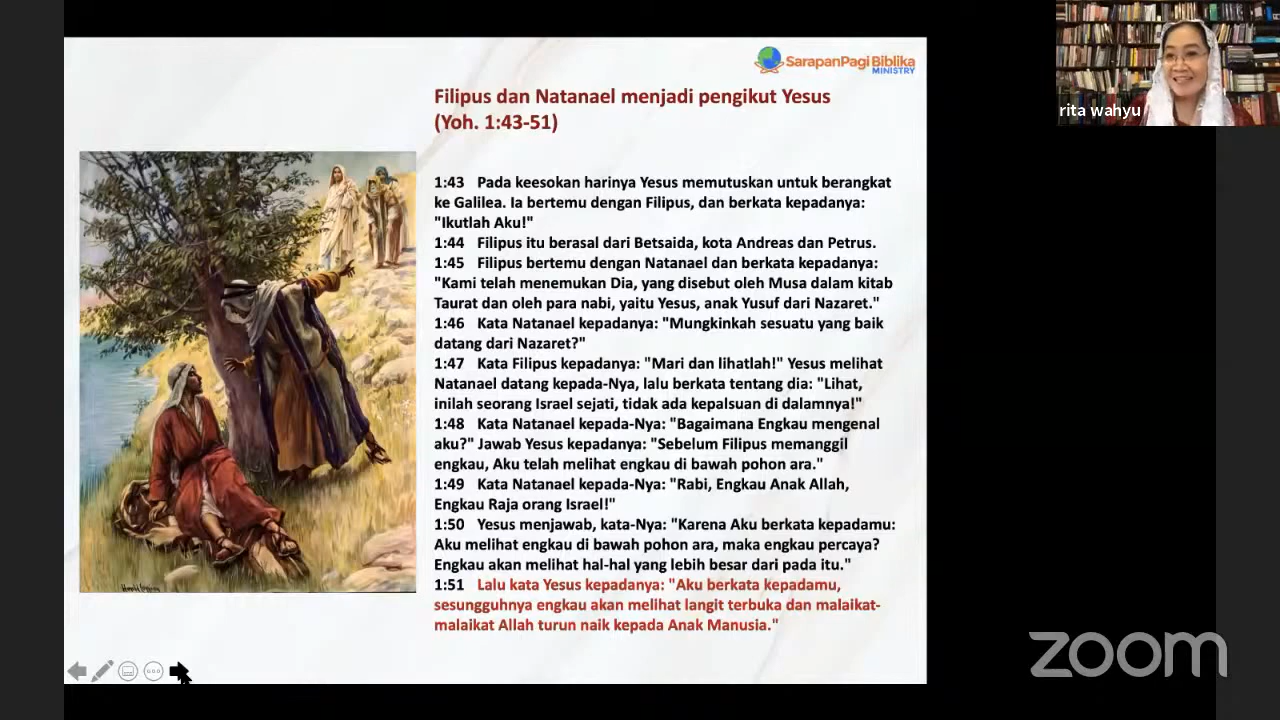 SarapanPagi Biblika
MINISTRY
rita wahyu
Filipus dan Natanael menjadi pengikut Yesus
(Yoh. 1:43-51)
1:43 Pada keesokan harinya Yesus memutuskan untuk berangkat
ke Galilea. Ia bertemu dengan Filipus, dan berkata kepadanya:
"Ikutlah Aku!"
1:44 Filipus itu berasal dari Betsaida, kota Andreas dan Petrus.
1:45 Filipus bertemu dengan Natanael dan berkata kepadanya:
"Kami telah menemukan Dia, yang disebut oleh Musa dalam kitab
Taurat dan oleh para nabi, yaitu Yesus, anak Yusuf dari Nazaret."
1:46 Kata Natanael kepadanya: "Mungkinkah sesuatu yang baik
datang dari Nazaret?"
1:47 Kata Filipus kepadanya: "Mari dan lihatlah!" Yesus melihat
Natanael datang kepada-Nya, lalu berkata tentang dia: "Lihat,
inilah seorang Israel sejati, tidak ada kepalsuan di dalamnya!"
1:48 Kata Natanael kepada-Nya: "Bagaimana Engkau mengenal
aku?" Jawab Yesus kepadanya: "Sebelum Filipus memanggil
engkau, Aku telah melihat engkau di bawah pohon ara."
1:49 Kata Natanael kepada-Nya: "Rabi, Engkau Anak Allah,
Engkau Raja orang Israel!"
1:50 Yesus menjawab, kata-Nya: "Karena Aku berkata kepadamu:
Aku melihat engkau di bawah pohon ara, maka engkau percaya?
Engkau akan melihat hal-hal yang lebih besar dari pada itu."
1:51 Lalu kata Yesus kepadanya: "Aku berkata kepadamu,
sesungguhnya engkau akan melihat langit terbuka dan malaikat-
malaikat Allah turun naik kepada Anak Manusia."
zoom